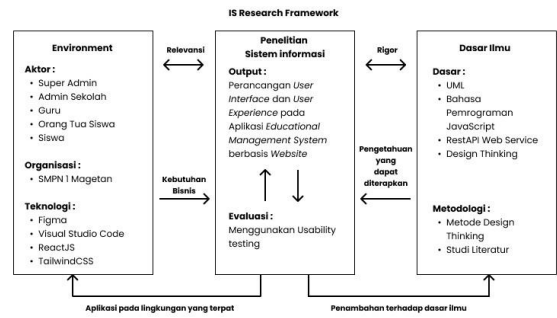 IS Research Framework
Environment
Aktor :
• Super Admin
• Admin Sekolah
• Guru
• Orang Tua Siswa
• Siswa
Organisasi :
• SMPN 1 Magetan
Teknologi :
• Figma
• Visual Studio Code
• ReactJS
• TailwindCSS
Relevansi
Kebutuhan
Bisnis
Penelitian
Sistem informasi
Output :
Perancangan User
Interface dan User
Experience pada
Aplikasi Educational
Management System
berbasis Website
Evaluasi :
Menggunakan Usability
testing
Rigor
Pengetahuan
yang
dapat
diterapkan
Dasar Ilmu
Dasar :
• UML
• Bahasa
Pemrograman
JavaScript
• RestAPI Web Service
• Design Thinking
Metodologi :
• Metode Design
Thinking
• Studi Literatur
Aplikasi pada lingkungan yang terpat
Penambahan terhadap dasar ilmu